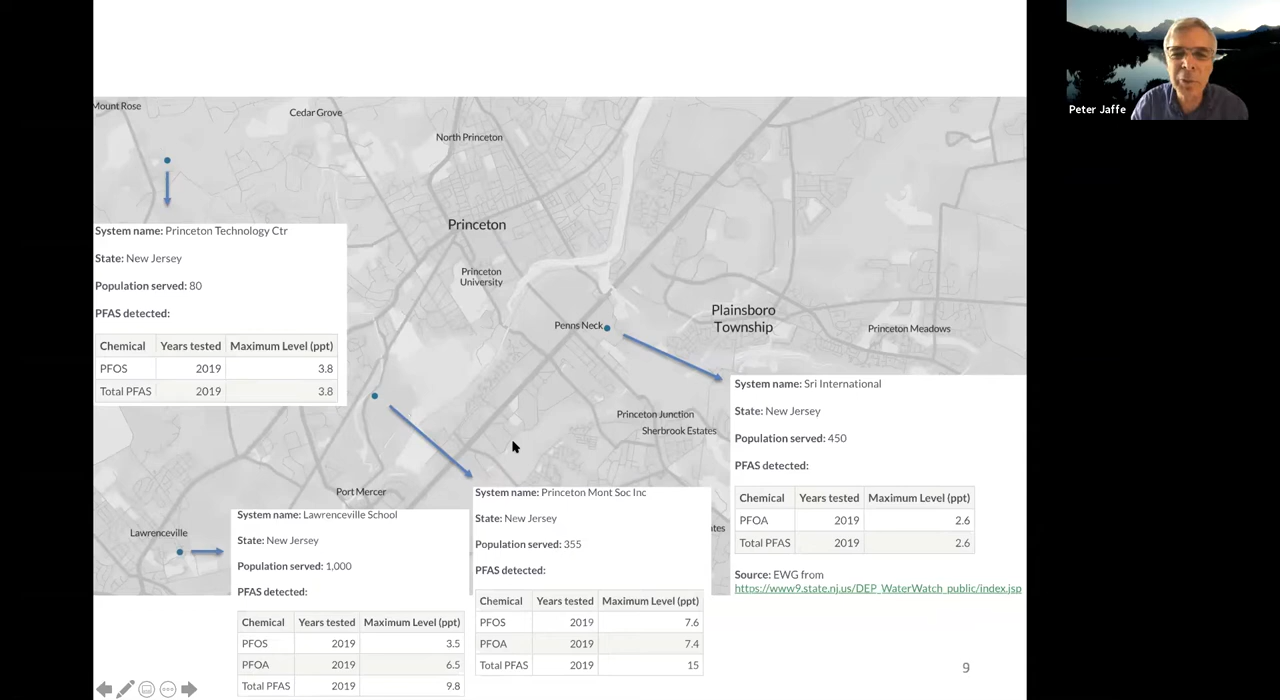 Mount Rose
Cedar Grove
North Princeton
Princeton
Princeton
University
Penns Neck
Plainsboro
Township
Princeton Meadows
Princeton Junction
Sherbrook Estates
Port Mercer
Lawrenceville
ates
System name: Princeton Technology Ctr
State: New Jersey
Population served: 80
PFAS detected:
Chemical Years tested Maximum Level (ppt)
PFOS 2019 3.8
Total PFAS 2019 3.8
System name: Lawrenceville School
State: New Jersey
Population served: 1,000
PFAS detected:
Chemical Years tested Maximum Level (ppt)
PFOS 2019 3.5
PFOA 2019 6.5
Total PFAS 2019 9.8
System name: Princeton Mont Soc Inc
State: New Jersey
Population served: 355
PFAS detected:
Chemical Years tested Maximum Level (ppt)
PFOS 2019 7.6
PFOA 2019 7.4
Total PFAS 2019 15
System name: Sri International
State: New Jersey
Population served: 450
PFAS detected:
Chemical Years tested Maximum Level (ppt)
PFOA 2019 2.6
Total PFAS 2019 2.6
Source: EWG from
https://www9.state.nj.us/DEP_WaterWatch_public/index.jsp
9
Peter Jaffe